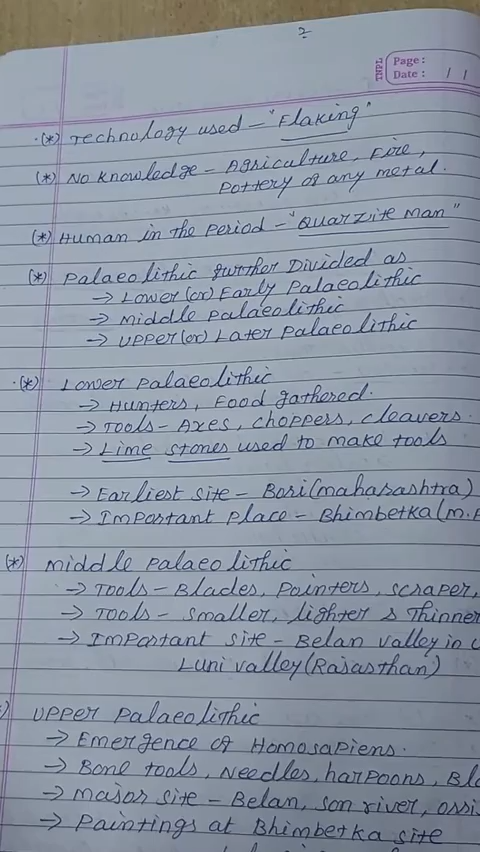 2
THPL
Page:
Date: / /
(*) Technology used - "Flaking"
(*) No knowledge - Agriculture, Fire,
Pottery of any metal.
(*) Human in the Period - "Quarzite man"
(*) Palaeolithic further Divided as
→ Lower (or) Early Palaeolithic
→ middle Palaeolithic
→ upper (or) Later Palaeolithic
(*) Lower Palaeolithic
→ Hunters, Food gathered.
→ Tools - Axes, choppers, cleavers.
→ Lime stones used to make tools
→ Earliest site - Bori (maharashtra)
→ Important Place - Bhimbetka (m.P
(*) middle Palaeolithic
→ Tools - Blades, Pointers, scraper,
→ Tools - smaller, lighter & Thinner
→ Important site - Belan valley in U
Luni valley (Rajasthan)
) upper Palaeolithic
→ Emergence of Homosapiens.
→ Bone tools, Needles, harpoons, Bla
→ major site - Belan, son river,
→ Paintings at Bhimbetka site